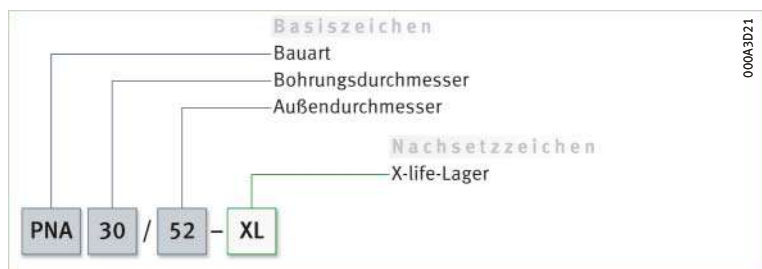 Basiszeichen
Bauart
Bohrungsdurchmesser
Außendurchmesser
Nachsetzzeichen
X-life-Lager
PNA 30 / 52 – XL
000A3D21